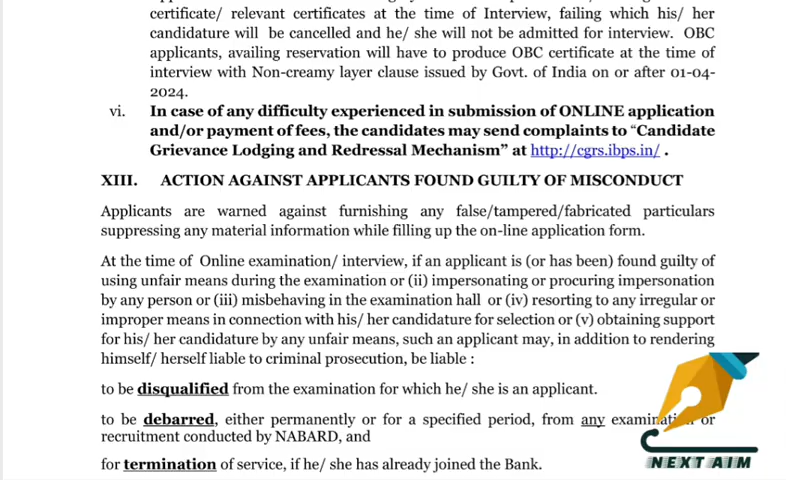 certificate/ relevant certificates at the time of Interview, failing which his/ her
candidature will be cancelled and he/ she will not be admitted for interview. OBC
applicants, availing reservation will have to produce OBC certificate at the time of
interview with Non-creamy layer clause issued by Govt. of India on or after 01-04-
2024.
vi. In case of any difficulty experienced in submission of ONLINE application
and/or payment of fees, the candidates may send complaints to “Candidate
Grievance Lodging and Redressal Mechanism” at http://cgrs.ibps.in/ .
XIII. ACTION AGAINST APPLICANTS FOUND GUILTY OF MISCONDUCT
Applicants are warned against furnishing any false/tampered/fabricated particulars
suppressing any material information while filling up the on-line application form.
At the time of Online examination/ interview, if an applicant is (or has been) found guilty of
using unfair means during the examination or (ii) impersonating or procuring impersonation
by any person or (iii) misbehaving in the examination hall or (iv) resorting to any irregular or
improper means in connection with his/ her candidature for selection or (v) obtaining support
for his/ her candidature by any unfair means, such an applicant may, in addition to rendering
himself/ herself liable to criminal prosecution, be liable :
to be disqualified from the examination for which he/ she is an applicant.
to be debarred, either permanently or for a specified period, from any or
recruitment conducted by NABARD, and
for termination of service, if he/ she has already joined the Bank.
NEXT AIM